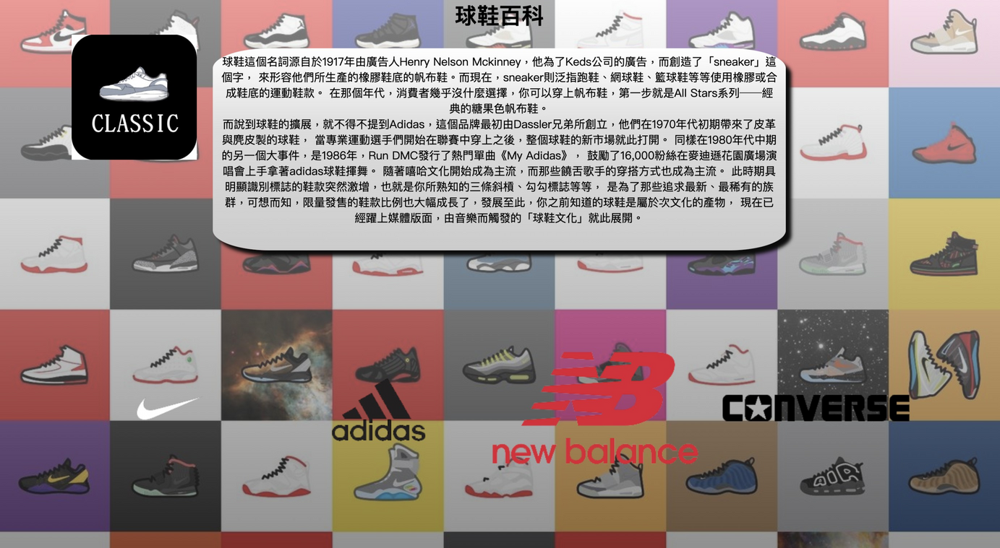 球鞋百科
CLASSIC
球鞋這個名詞源自於1917年由廣告人Henry Nelson Mckinney，他為了Keds公司的廣告，而創造了「sneaker」這
個字， 來形容他們所生產的橡膠鞋底的帆布鞋。而現在，sneaker則泛指跑鞋、網球鞋、籃球鞋等等使用橡膠或合
成鞋底的運動鞋款。 在那個年代，消費者幾乎沒什麼選擇，你可以穿上帆布鞋，第一步就是All Stars系列——經
典的糖果色帆布鞋。
而說到球鞋的擴展，就不得不提到Adidas，這個品牌最初由Dassler兄弟所創立，他們在1970年代初期帶來了皮革
與麂皮製的球鞋， 當專業運動選手們開始在聯賽中穿上之後，整個球鞋的新市場就此打開。 同樣在1980年代中期
的另一個大事件，是1986年，Run DMC發行了熱門單曲《My Adidas》， 鼓勵了16,000粉絲在麥迪遜花園廣場演
唱會上手拿著adidas球鞋揮舞。 隨著嘻哈文化開始成為主流，而那些饒舌歌手的穿搭方式也成為主流。 此時期具
明顯識別標誌的鞋款突然激增，也就是你所熟知的三條斜槓、勾勾標誌等等， 是為了那些追求最新、最稀有的族
群，可想而知，限量發售的鞋款比例也大幅成長了，發展至此，你之前知道的球鞋是屬於次文化的產物， 現在已
經躍上媒體版面，由音樂而觸發的「球鞋文化」就此展開。
adidas
NB
new balance
CONVERSE
AIR